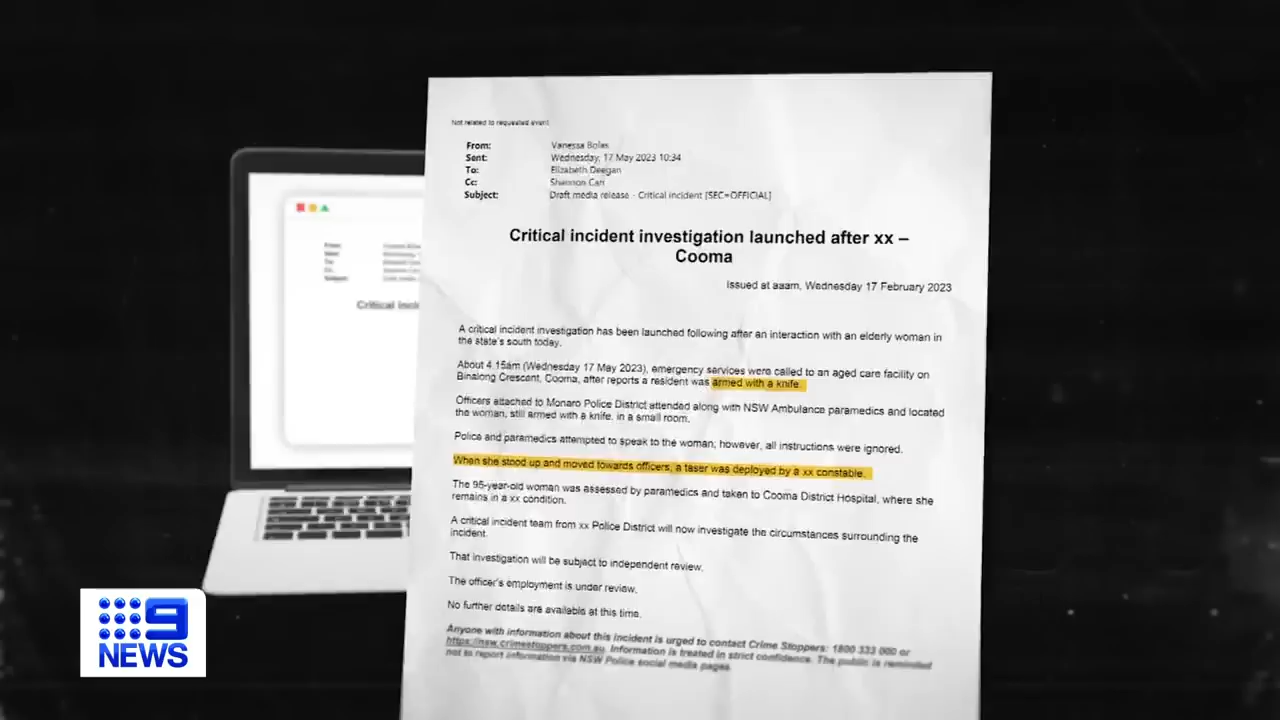 Not related to requested event
From: Vanessa Bolas
Sent: Wednesday, 17 May 2023 10:34
To: Elizabeth Deegan
Cc: Shannon Carr
Subject: Draft media release - Critical incident [SEC=OFFICIAL]
Critical incident investigation launched after xx –
Cooma
Issued at aaam, Wednesday 17 February 2023
A critical incident investigation has been launched following after an interaction with an elderly woman in
the state's south today.
About 4.15am (Wednesday 17 May 2023), emergency services were called to an aged care facility on
Binalong Crescent, Cooma, after reports a resident was armed with a knife.
Officers attached to Monaro Police District attended along with NSW Ambulance paramedics and located
the woman, still armed with a knife, in a small room.
Police and paramedics attempted to speak to the woman; however, all instructions were ignored.
When she stood up and moved towards officers, a taser was deployed by a xx constable.
The 95-year-old woman was assessed by paramedics and taken to Cooma District Hospital, where she
remains in a xx condition.
A critical incident team from xx Police District will now investigate the circumstances surrounding the
incident.
That investigation will be subject to independent review.
The officer's employment is under review.
No further details are available at this time.
Anyone with information about this incident is urged to contact Crime Stoppers: 1800 333 000 or
https://nsw.crimestoppers.com.au. Information is treated in strict confidence. The public is reminded
not to report information via NSW Police social media pages.
From
Sent
To
Cc
Subject
Critical incid
9
NEWS